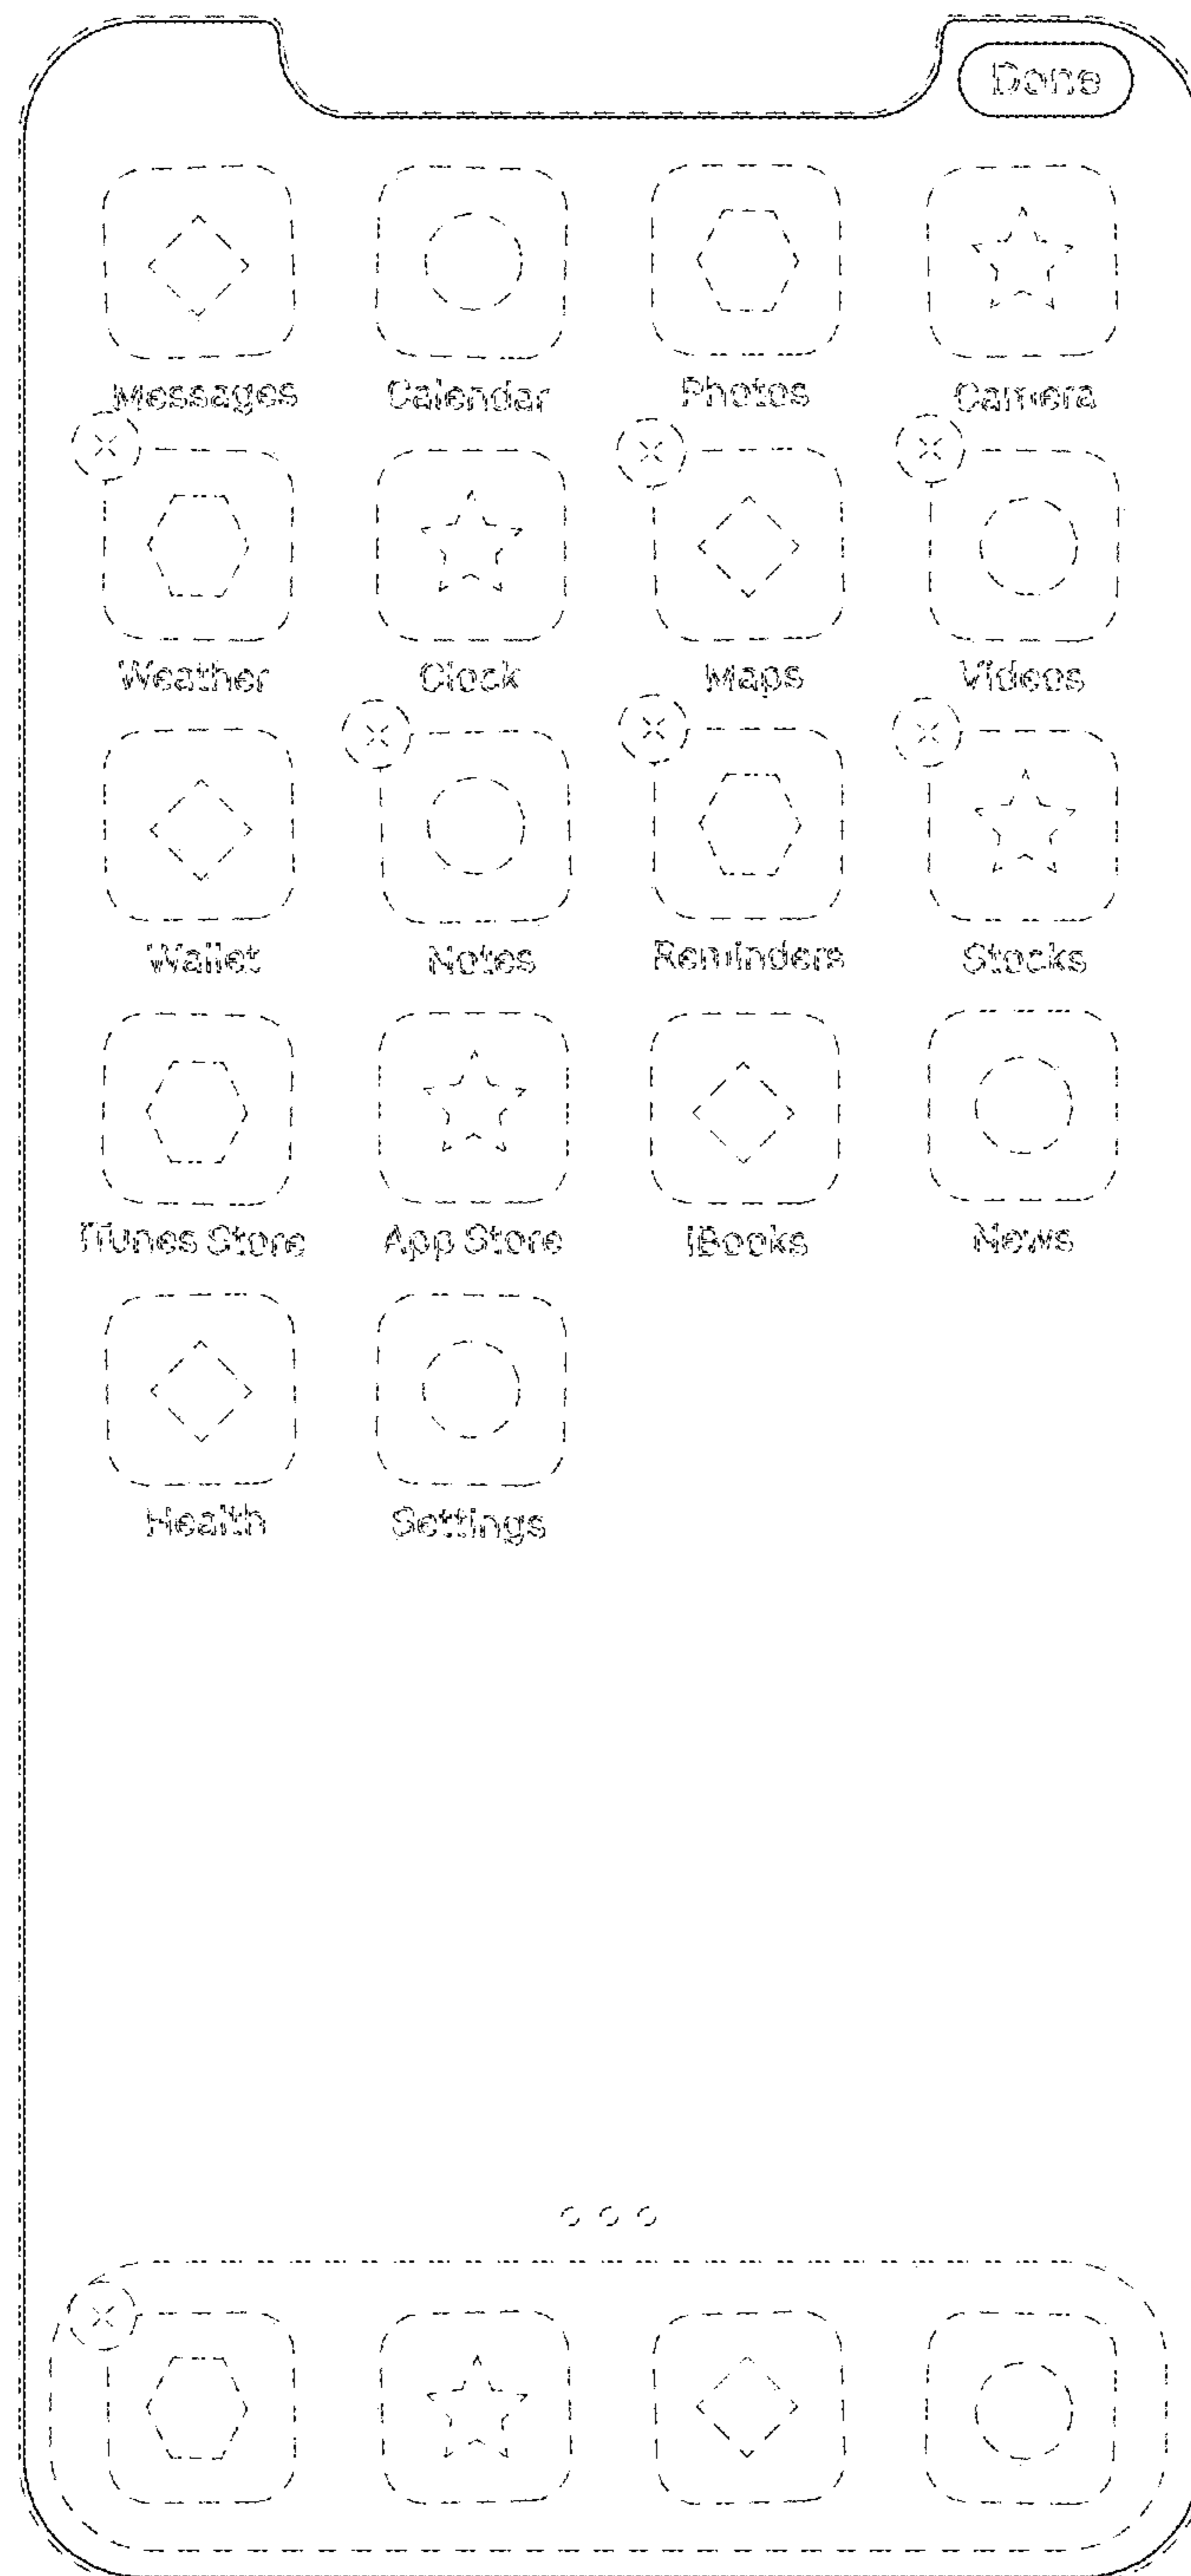 Done
Messages Calendar Photos Camera
Weather Clock Maps Videos
Wallet Notes Reminders Stocks
iTunes Store App Store iBooks News
Health Settings